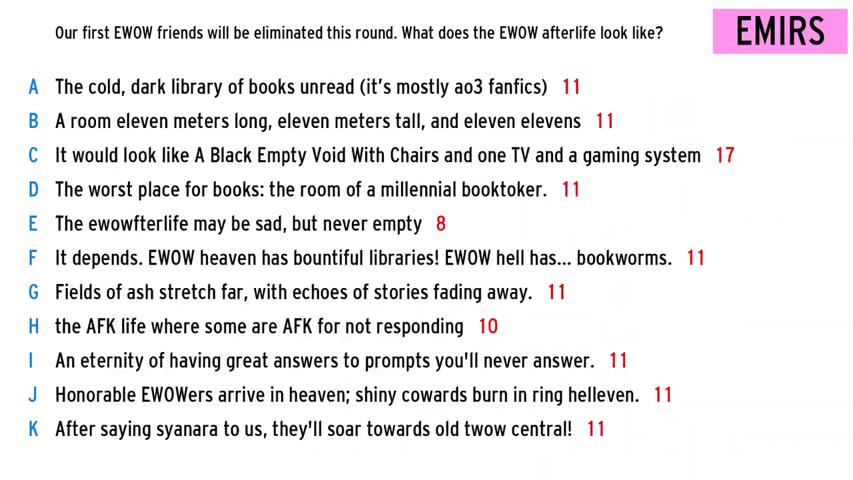 Our first EWOW friends will be eliminated this round. What does the EWOW afterlife look like?
EMIRS
A The cold, dark library of books unread (it's mostly ao3 fanfics) 11
B A room eleven meters long, eleven meters tall, and eleven elevens 11
C It would look like A Black Empty Void With Chairs and one TV and a gaming system 17
D The worst place for books: the room of a millennial booktoker. 11
E The ewowfterlife may be sad, but never empty 8
F It depends. EWOW heaven has bountiful libraries! EWOW hell has... bookworms. 11
G Fields of ash stretch far, with echoes of stories fading away. 11
H the AFK life where some are AFK for not responding 10
I An eternity of having great answers to prompts you'll never answer. 11
J Honorable EWOWers arrive in heaven; shiny cowards burn in ring helleven. 11
K After saying syanara to us, they'll soar towards old twow central! 11